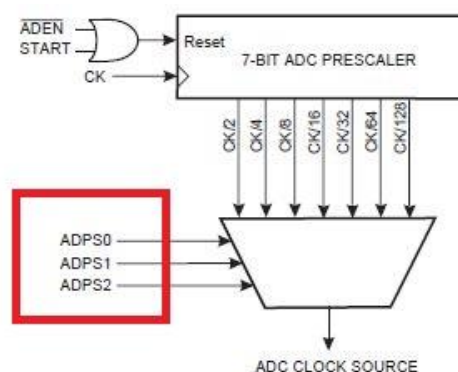 ADEN
START
Reset
7-BIT ADC PRESCALER
CK
CK/2
CK/4
CK/8
CK/16
CK/32
CK/64
CK/128
ADPS0
ADPS1
ADPS2
ADC CLOCK SOURCE